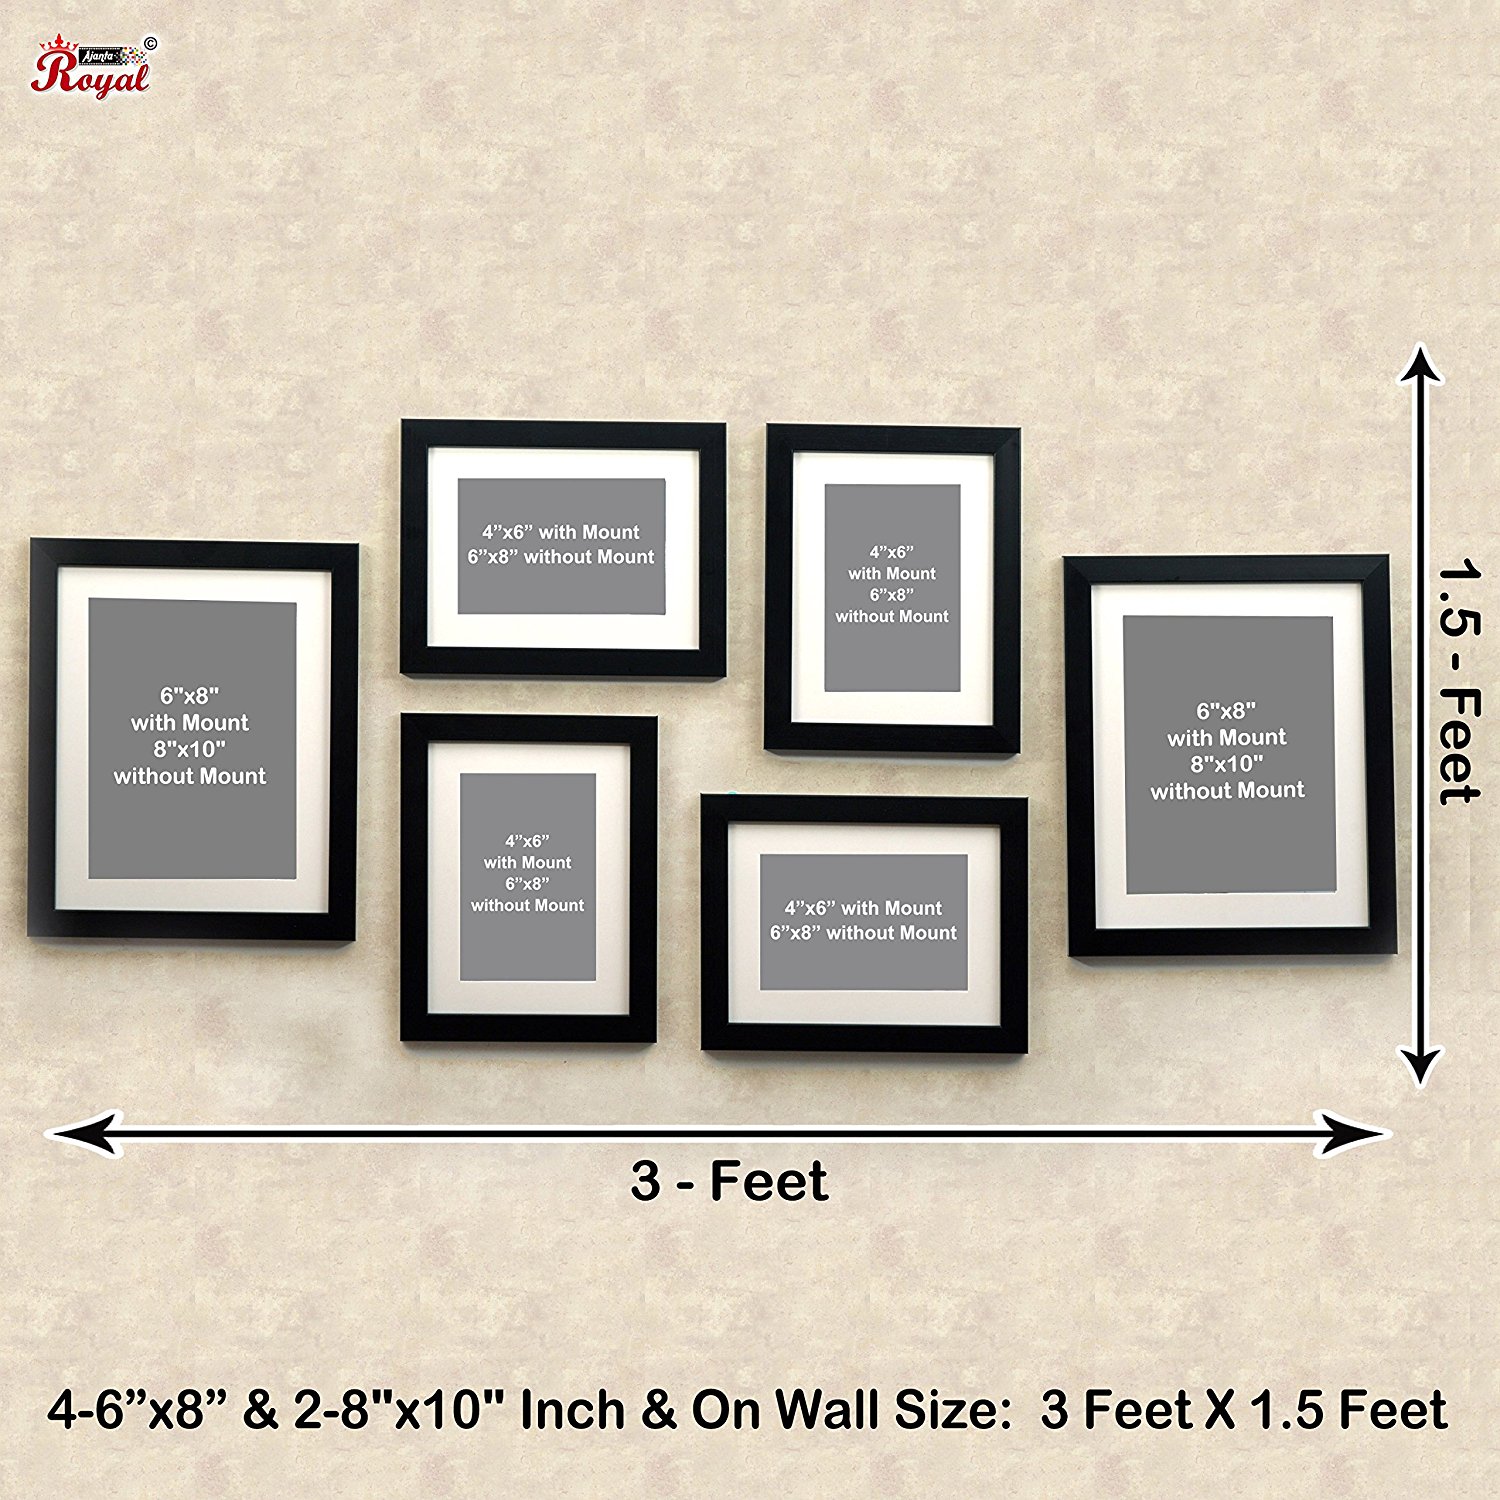 Ajanta ©
Royal
4”x6” with Mount
6”x8” without Mount
4”x6”
with Mount
6”x8”
without Mount
6"x8"
with Mount
8"x10"
without Mount
6"x8"
with Mount
8"x10"
without Mount
4”x6”
with Mount
6”x8”
without Mount
4”x6” with Mount
6”x8” without Mount
1.5 - Feet
3 - Feet
4-6”x8” & 2-8"x10" Inch & On Wall Size: 3 Feet X 1.5 Feet